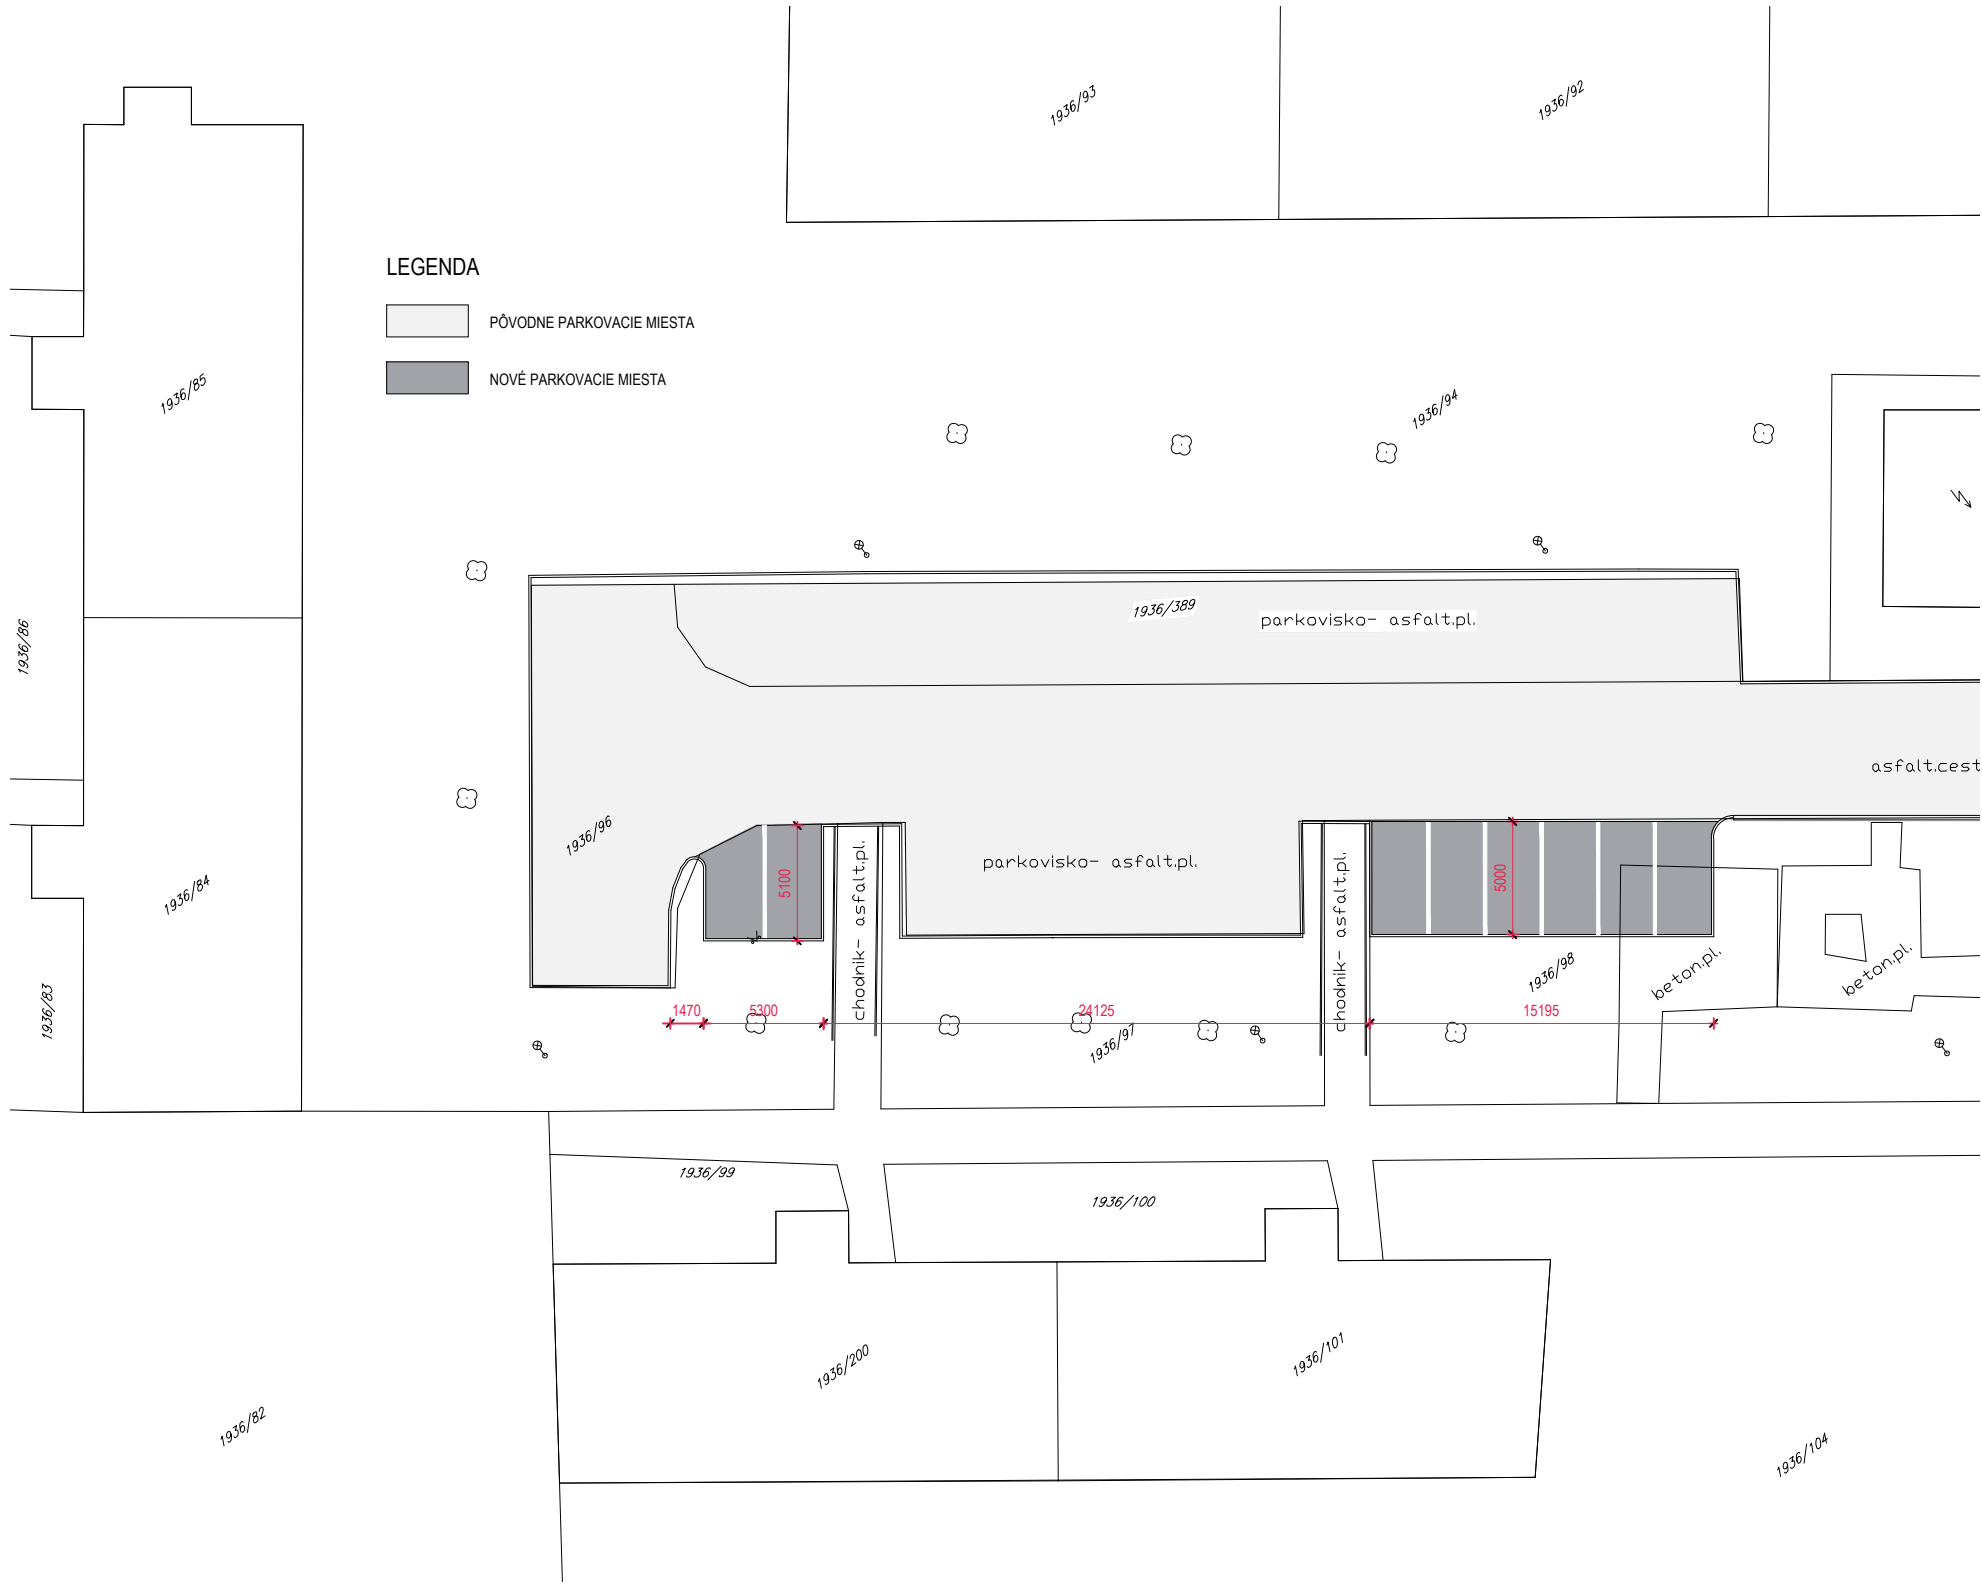 1936/93
1936/92
LEGENDA
PÔVODNE PARKOVACIE MIESTA
NOVÉ PARKOVACIE MIESTA
1936/85
1936/94
1936/389
parkovisko- asfalt.pl.
1936/86
asfalt.cest
1936/96
parkovisko- asfalt.pl.
chodnik- asfalt.pl.
chodnik- asfalt.pl.
5100
5000
1936/84
1936/98
beton.pl.
beton.pl.
1936/83
1470
5300
24125
15195
1936/97
1936/99
1936/100
1936/200
1936/101
1936/82
1936/104